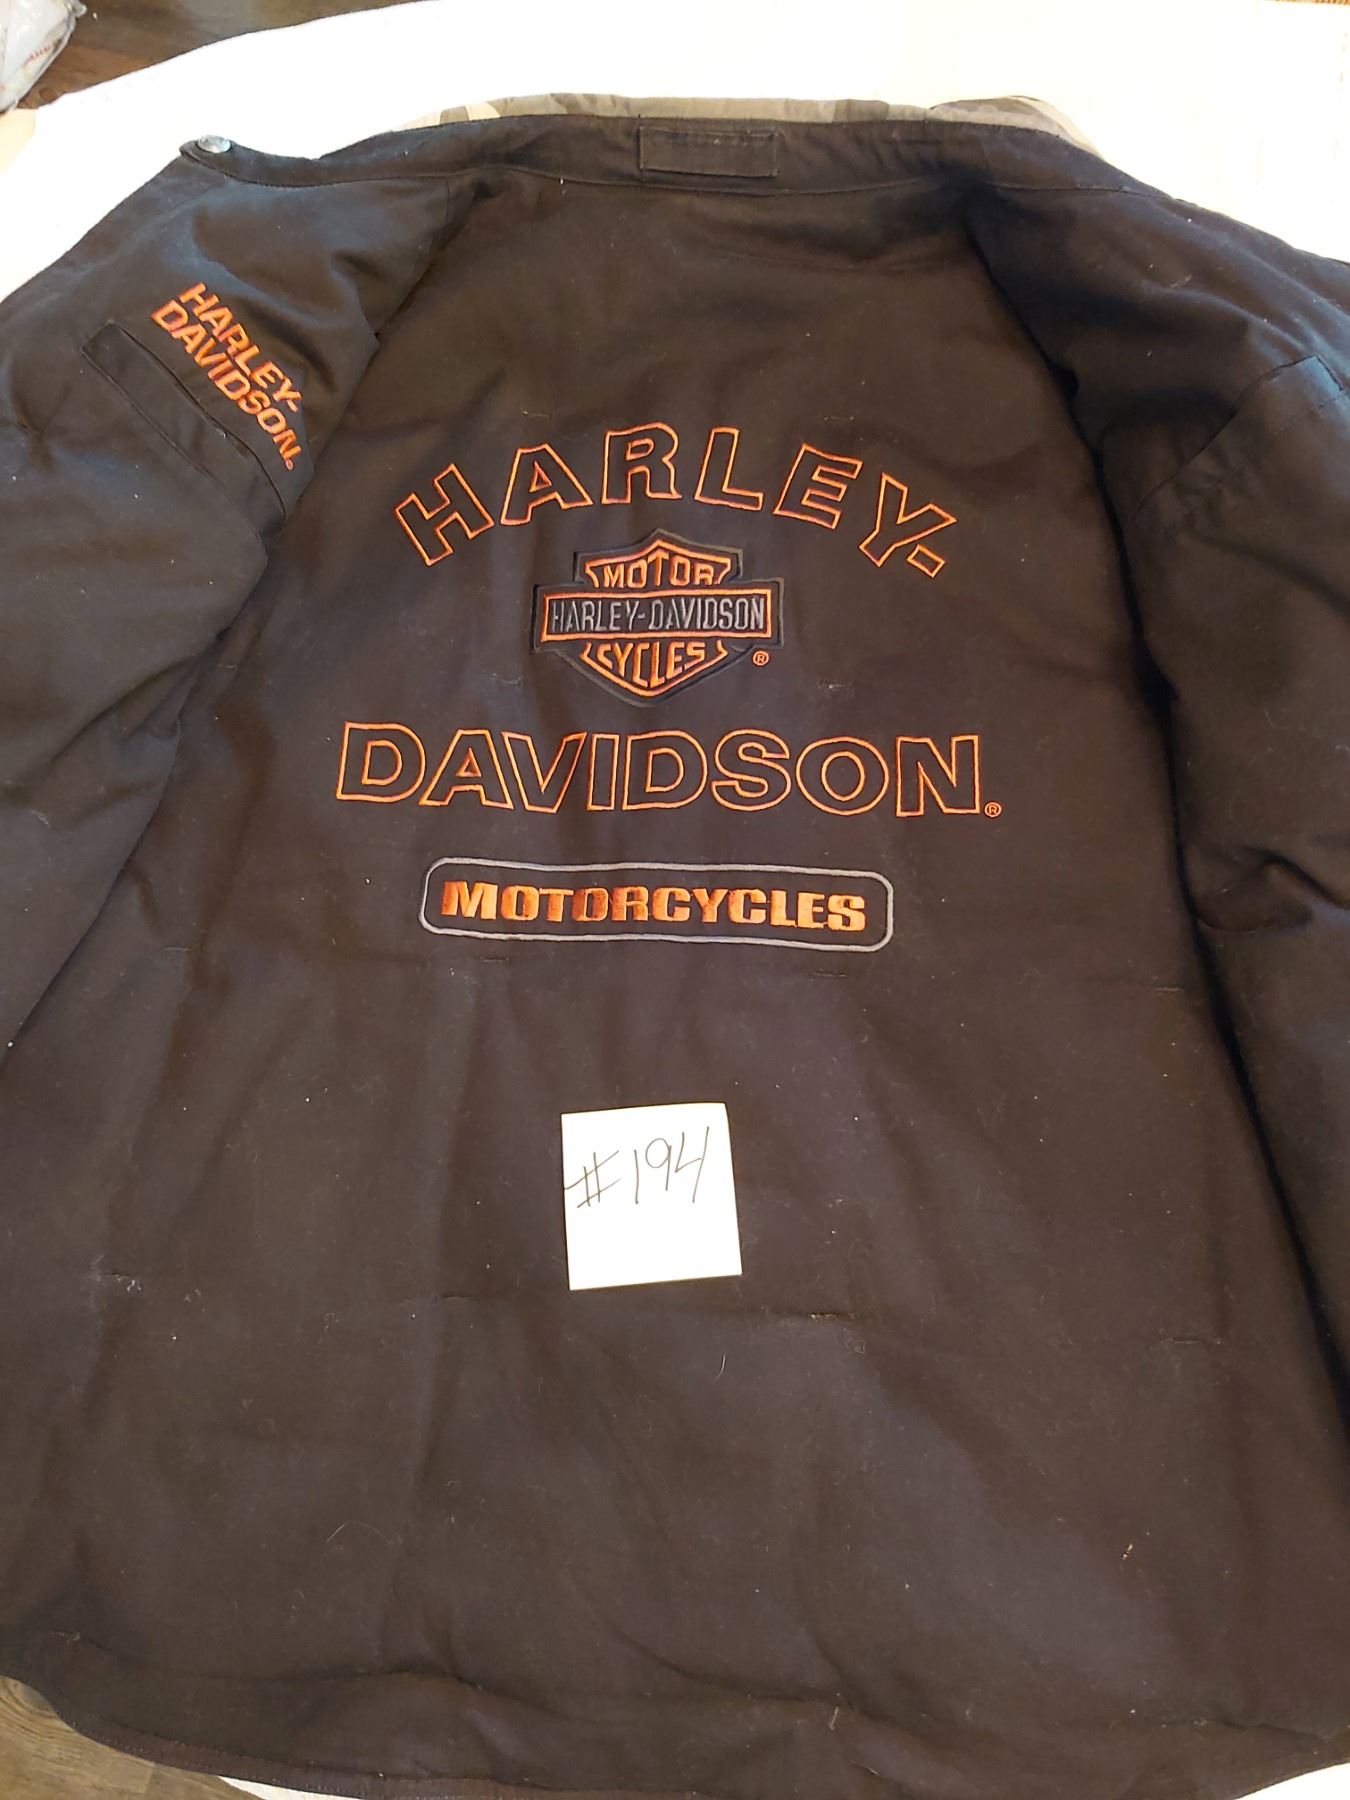 HARLEY-
DAVIDSON®
HARLEY-
MOTOR
HARLEY-DAVIDSON
CYCLES
®
DAVIDSON®
MOTORCYCLES
#194